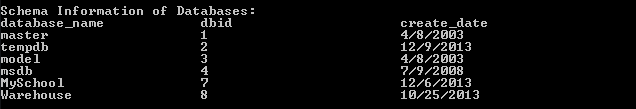 Schema Information of Databases:
database_name dbid create_date
master 1 4/8/2003
tempdb 2 12/9/2013
model 3 4/8/2003
msdb 4 7/9/2008
MySchool 7 12/6/2013
Warehouse 8 10/25/2013